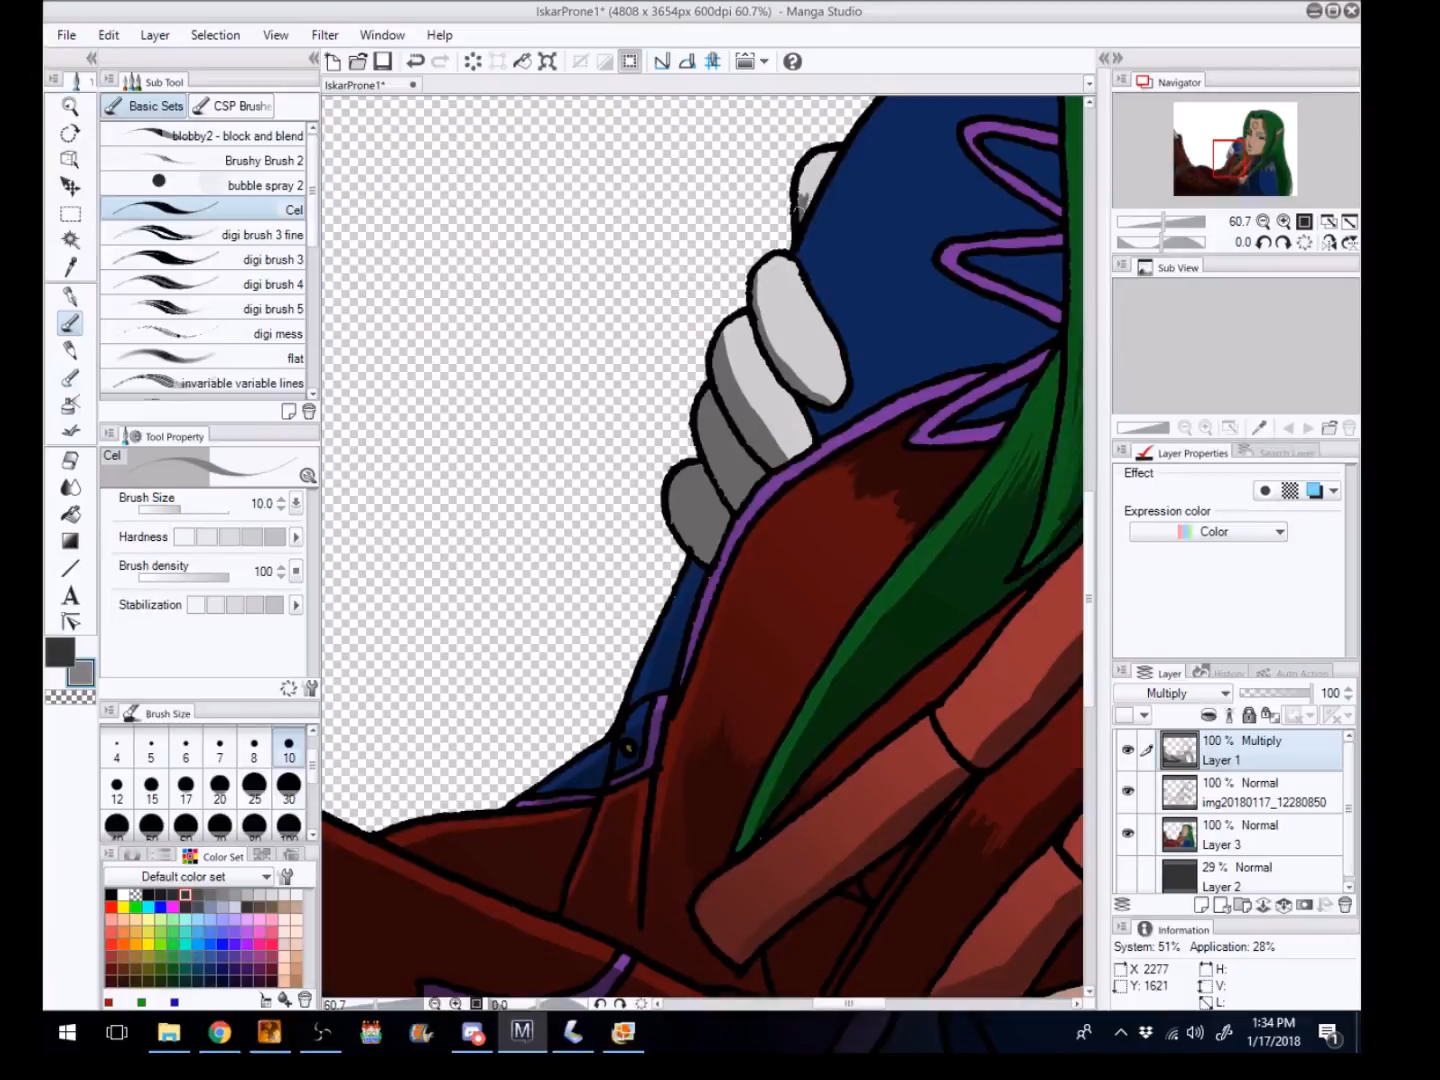 IskarProne1* (4808 x 3654px 600dpi 60.7%) - Manga Studio
File Edit Layer Selection View Filter Window Help
1 Sub Tool
IskarProne1*
Basic Sets CSP Brushe
blobby2 - block and blend
Brushy Brush 2
bubble spray 2
Cel
digi brush 3 fine
digi brush 3
digi brush 4
digi brush 5
digi mess
flat
invariable variable lines
Tool Property
Cel
Brush Size 10.0
Hardness
Brush density 100
Stabilization
Brush Size
4 5 6 7 8 10
12 15 17 20 25 30
Color Set
Default color set
60.7 0.0
Navigator
60.7
0.0
Sub View
Layer Properties Search Layer
Effect
Expression color
Color
Layer History Auto Action
Multiply 100
100 % Multiply
Layer 1
100 % Normal
img20180117_12280850
100 % Normal
Layer 3
29 % Normal
Layer 2
Information
System: 51% Application: 28%
X 2277 H:
Y: 1621 V:
L:
A
M
1:34 PM
1/17/2018
1